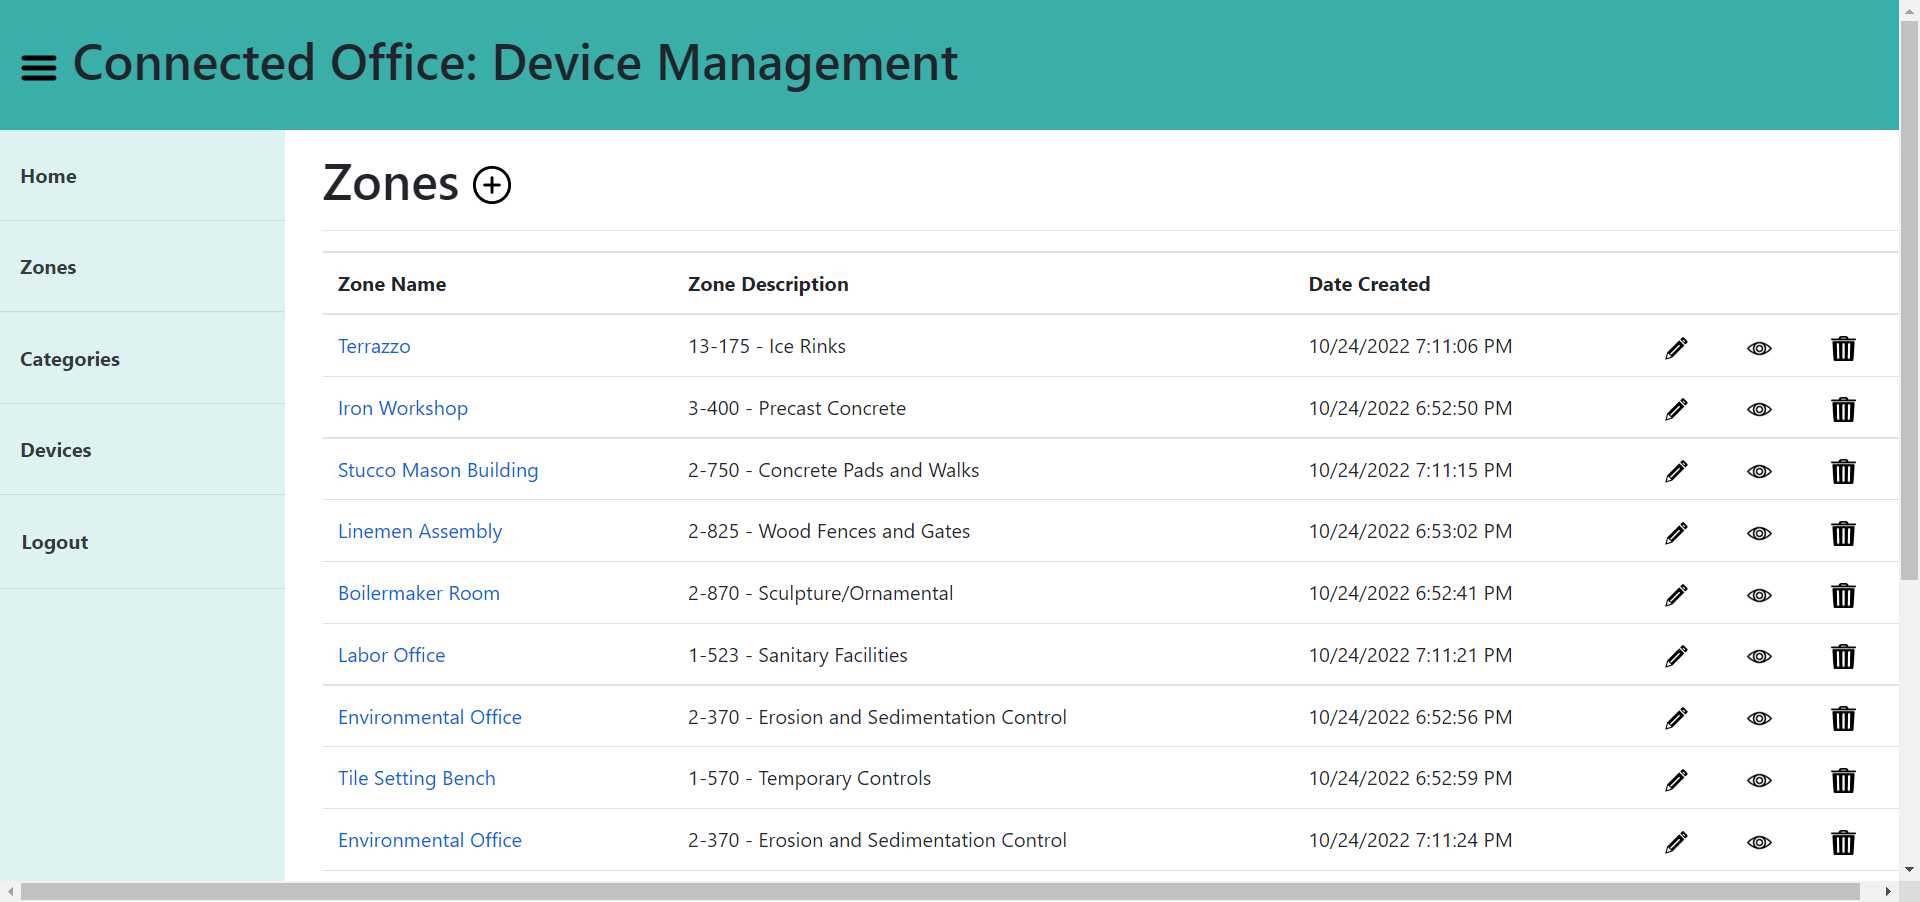 Connected Office: Device Management
Home
Zones
Categories
Devices
Logout
Zones
Zone Name Zone Description Date Created
Terrazzo 13-175 - Ice Rinks 10/24/2022 7:11:06 PM
Iron Workshop 3-400 - Precast Concrete 10/24/2022 6:52:50 PM
Stucco Mason Building 2-750 - Concrete Pads and Walks 10/24/2022 7:11:15 PM
Linemen Assembly 2-825 - Wood Fences and Gates 10/24/2022 6:53:02 PM
Boilermaker Room 2-870 - Sculpture/Ornamental 10/24/2022 6:52:41 PM
Labor Office 1-523 - Sanitary Facilities 10/24/2022 7:11:21 PM
Environmental Office 2-370 - Erosion and Sedimentation Control 10/24/2022 6:52:56 PM
Tile Setting Bench 1-570 - Temporary Controls 10/24/2022 6:52:59 PM
Environmental Office 2-370 - Erosion and Sedimentation Control 10/24/2022 7:11:24 PM